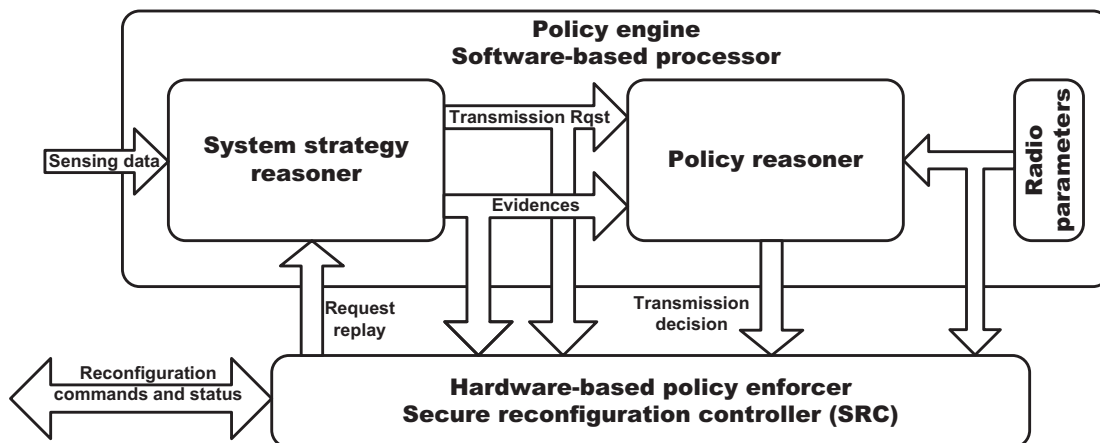 Policy engine
Software-based processor
Sensing data
System strategy
reasoner
Transmission Rqst
Evidences
Policy reasoner
Radio
parameters
Request
replay
Transmission
decision
Reconfiguration
commands and status
Hardware-based policy enforcer
Secure reconfiguration controller (SRC)